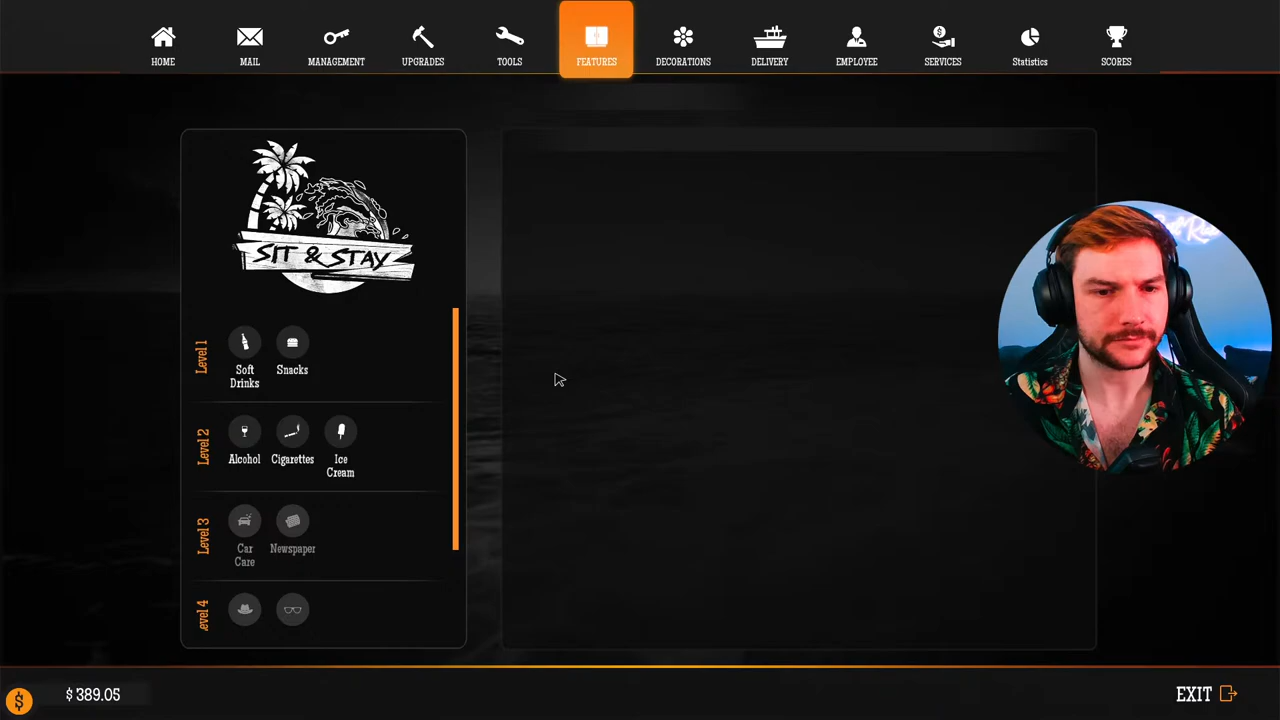 HOME
MAIL
MANAGEMENT
UPGRADES
TOOLS
FEATURES
DECORATIONS
DELIVERY
EMPLOYEE
SERVICES
Statistics
SCORES
SIT & STAY
Level 1
Soft
Drinks
Snacks
Level 2
Alcohol
Cigarettes
Ice
Cream
Level 3
Car
Care
Newspaper
evel 4
$ 389.05
EXIT